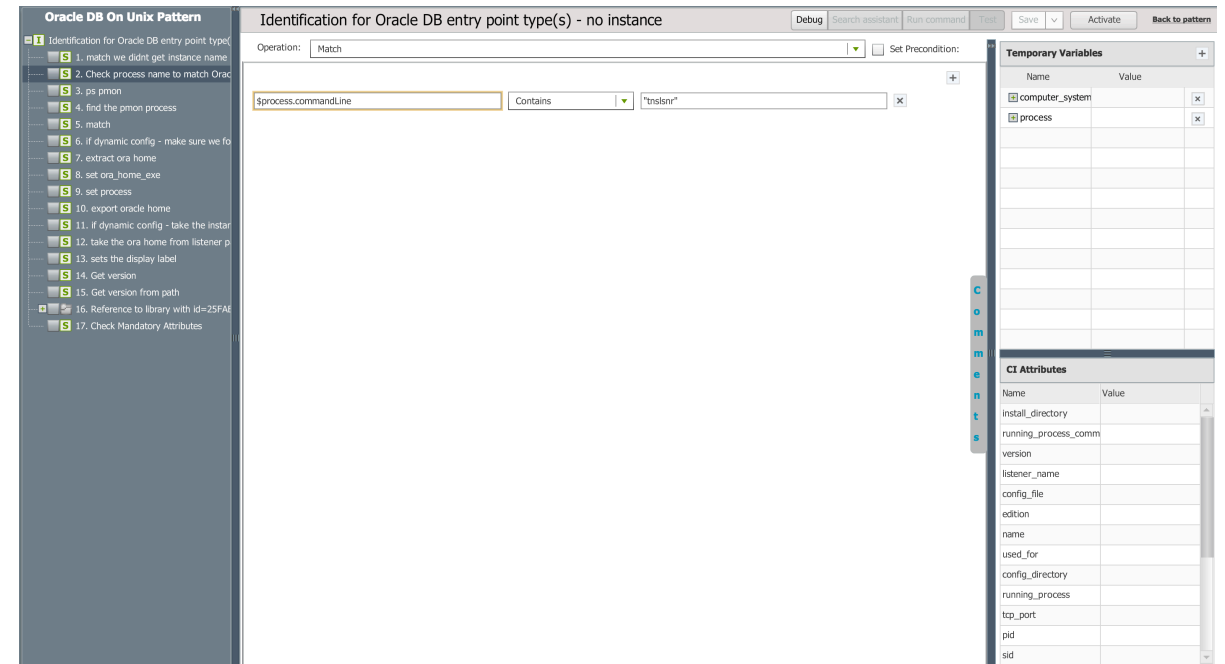 Oracle DB On Unix Pattern
Identification for Oracle DB entry point type(s) - no instance
Debug
Search assistant
Run command
Test
Save
Activate
Back to pattern
I Identification for Oracle DB entry point type(
S 1. match we didnt get instance name
S 2. Check process name to match Orac
S 3. ps pmon
S 4. find the pmon process
S 5. match
S 6. if dynamic config - make sure we fo
S 7. extract ora home
S 8. set ora_home_exe
S 9. set process
S 10. export oracle home
S 11. if dynamic config - take the instar
S 12. take the ora home from listener p
S 13. sets the display label
S 14. Get version
S 15. Get version from path
16. Reference to library with id=25FAE
S 17. Check Mandatory Attributes
Operation: Match
Set Precondition:
$process.commandLine Contains "tnslsnr"
Comments
Temporary Variables
Name Value
computer_system
process
CI Attributes
Name Value
install_directory
running_process_comm
version
listener_name
config_file
edition
name
used_for
config_directory
running_process
tcp_port
pid
sid